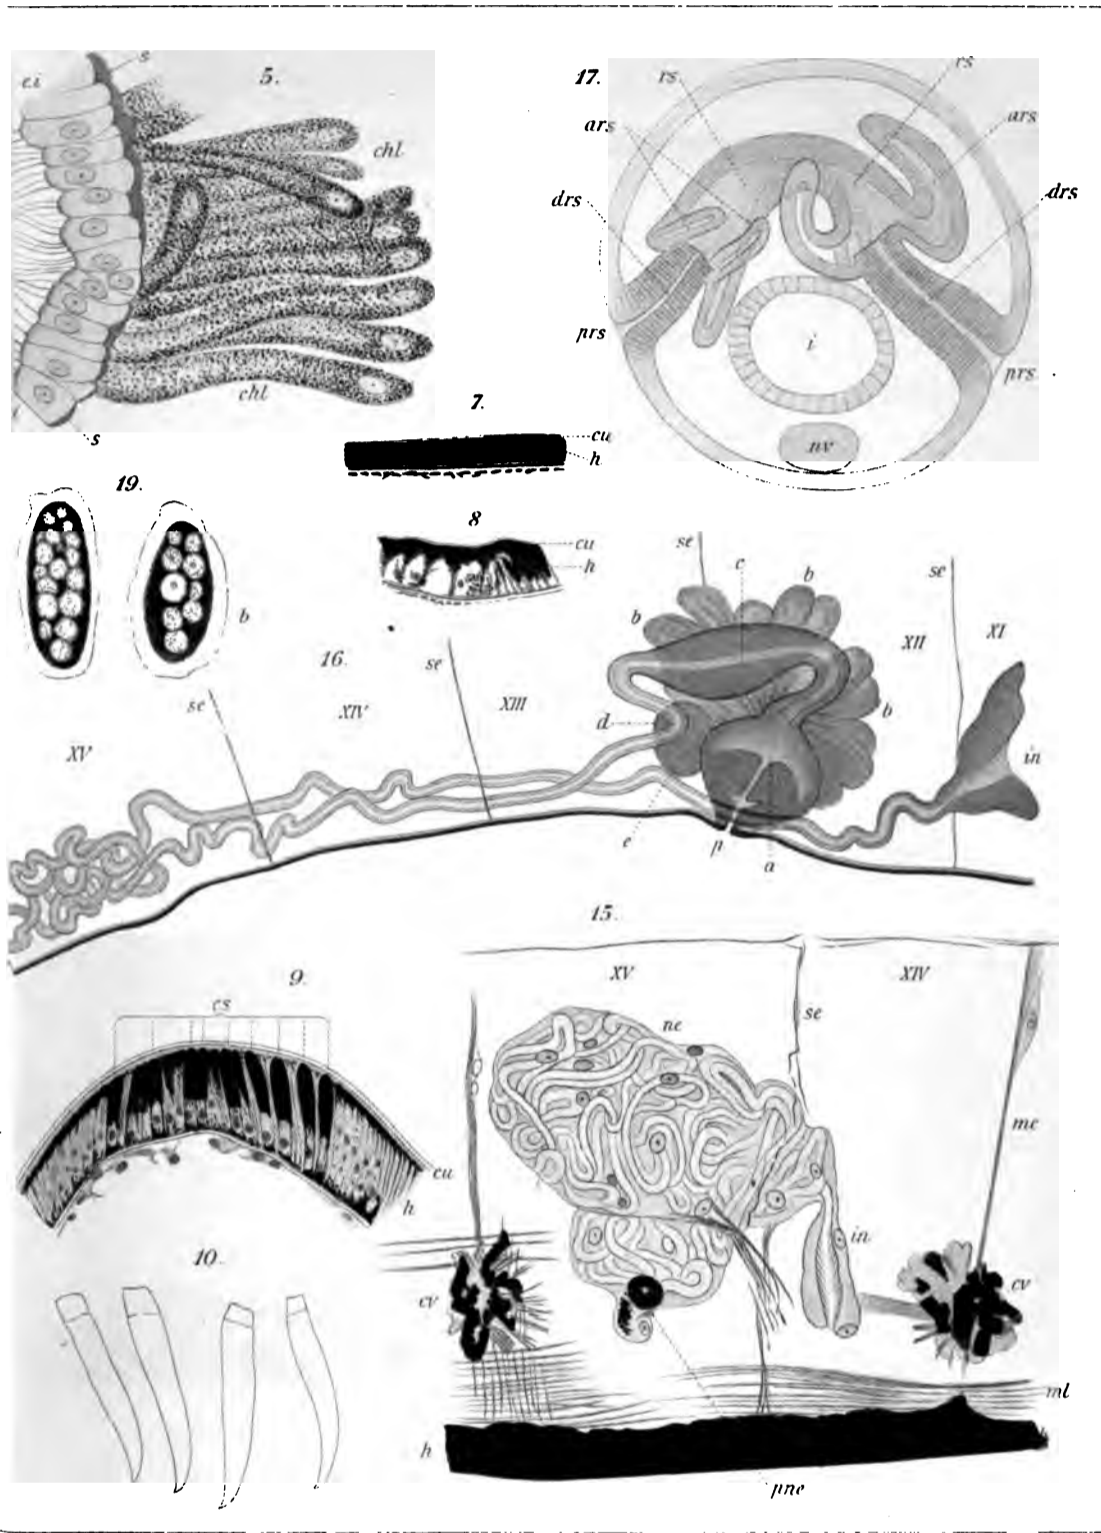 5.
s
e.i
chl
chl
s
17.
rs
rs
ars
ars
drs
drs
prs
prs
i
nv
7.
cu
h
19.
b
8
cu
h
16.
se
XV
XIV
se
XIII
se
c
b
b
b
d
e
p
a
XII
se
XI
in
15.
XV
XIV
se
ne
me
in
cv
cv
ml
h
pne
9.
cs
cu
h
10.